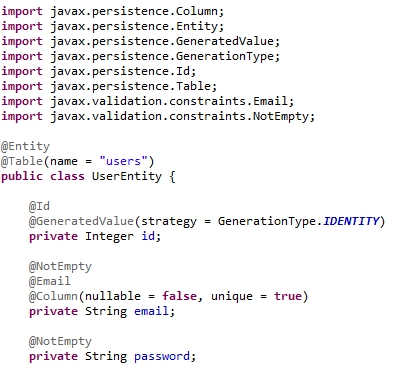 import javax.persistence.Column;
import javax.persistence.Entity;
import javax.persistence.GeneratedValue;
import javax.persistence.GenerationType;
import javax.persistence.Id;
import javax.persistence.Table;
import javax.validation.constraints.Email;
import javax.validation.constraints.NotEmpty;

@Entity
@Table(name = "users")
public class UserEntity {

    @Id
    @GeneratedValue(strategy = GenerationType.IDENTITY)
    private Integer id;

    @NotEmpty
    @Email
    @Column(nullable = false, unique = true)
    private String email;

    @NotEmpty
    private String password;